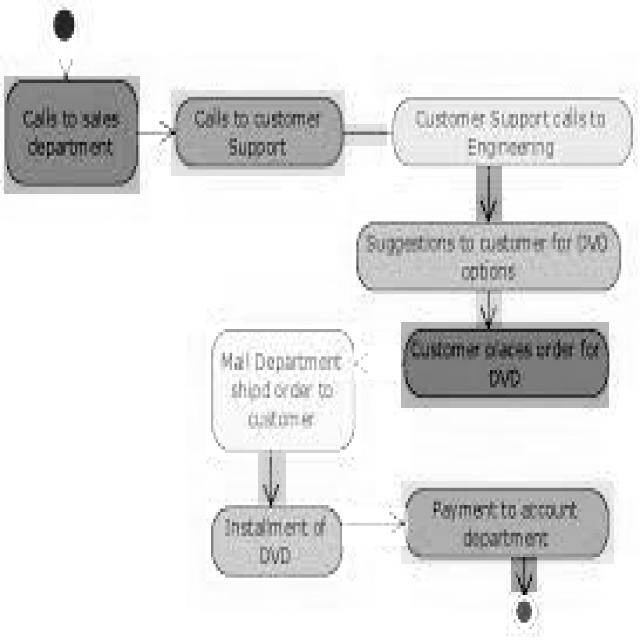 Calls to sales
department
Calls to customer
Support
Customer Support calls to
Engineering
Suggestions to customer for DVD
options
Customer places order for
DVD
Mail Department
shipd order to
customer
Instalment of
DVD
Payment to account
department